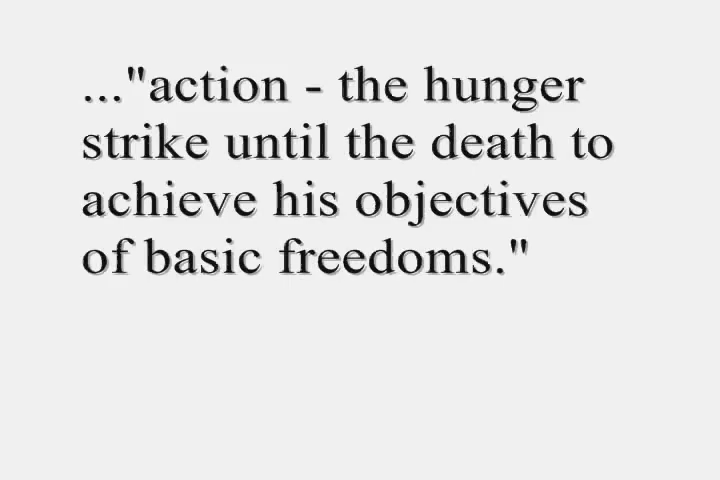 ..."action - the hunger
strike until the death to
achieve his objectives
of basic freedoms."